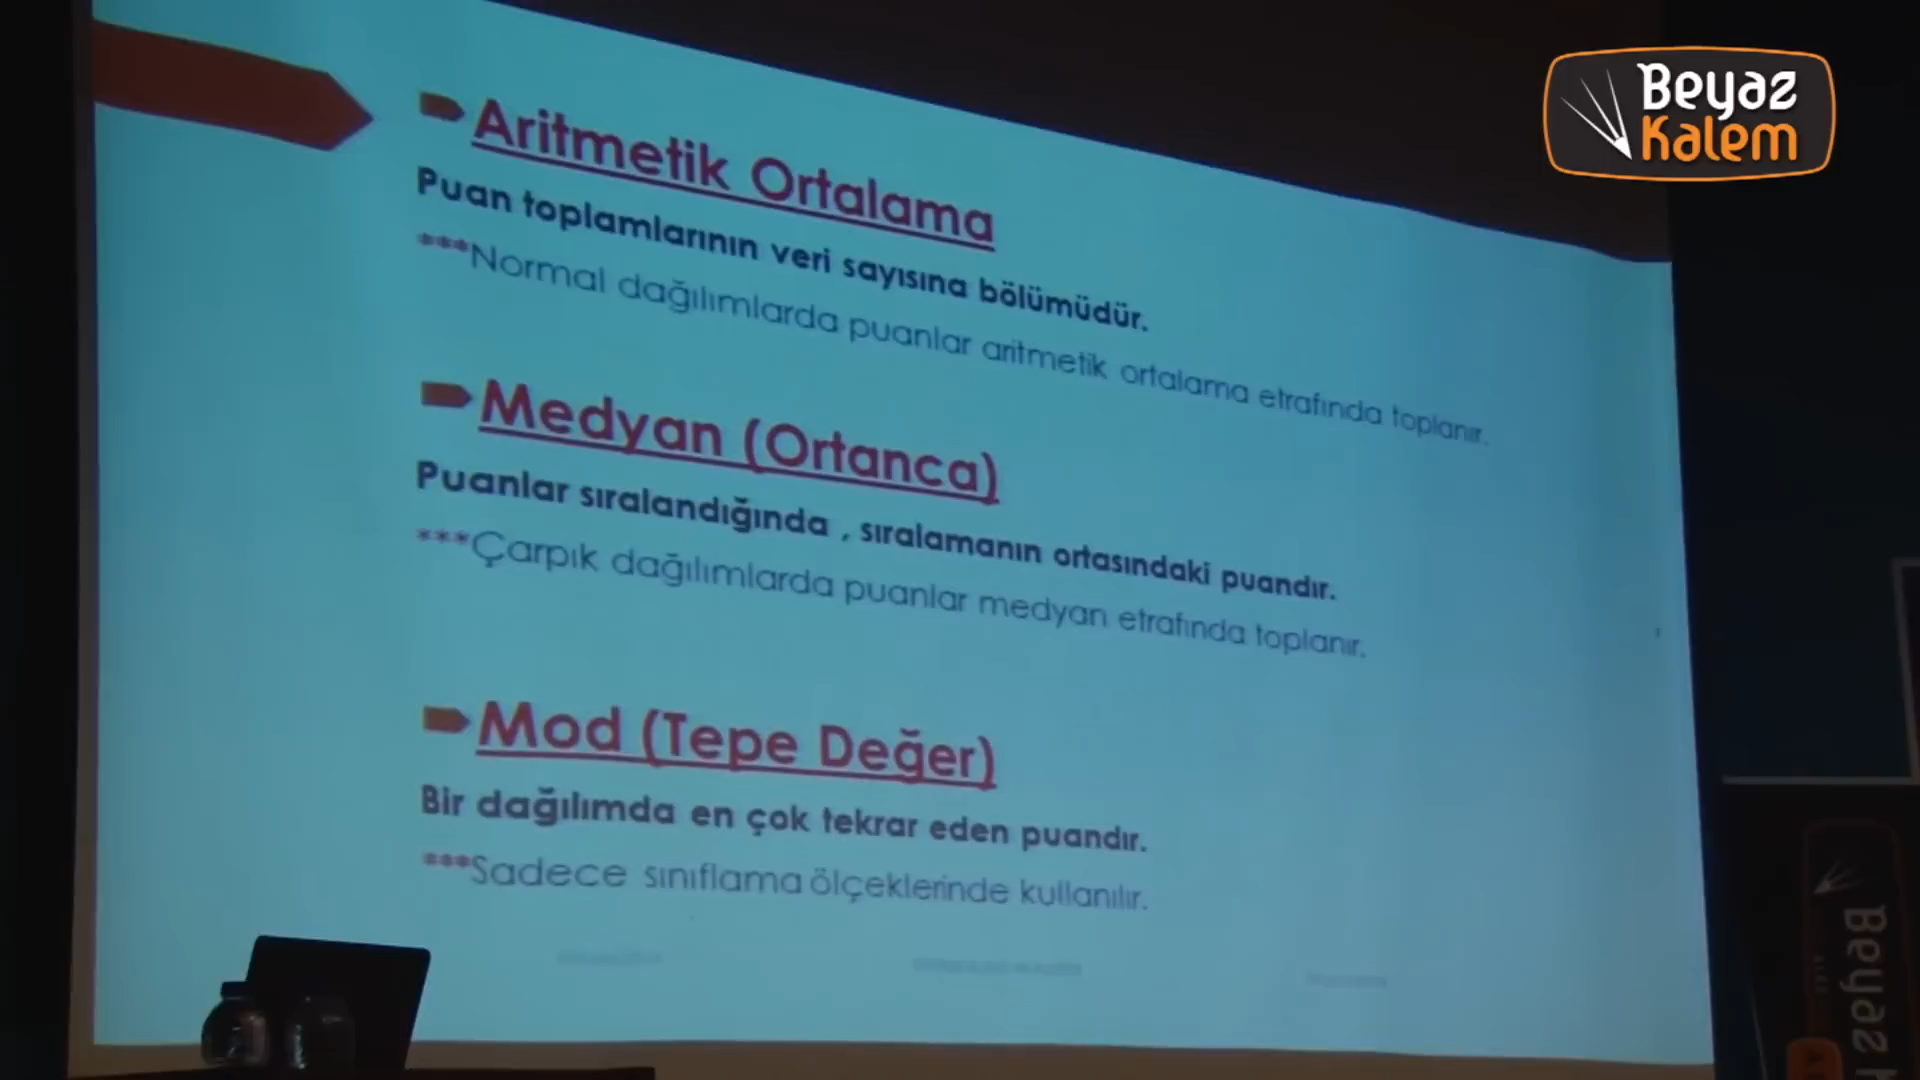 Beyaz
Kalem
Aritmetik Ortalama
Puan toplamlarının veri sayısına bölümüdür.
***Normal dağılımlarda puanlar aritmetik ortalama etrafında toplanır.
Medyan (Ortanca)
Puanlar sıralandığında , sıralamanın ortasındaki puandır.
***Çarpık dağılımlarda puanlar medyan etrafında toplanır.
Mod (Tepe Değer)
Bir dağılımda en çok tekrar eden puandır.
***Sadece sınıflama ölçeklerinde kullanılır.
Beyaz